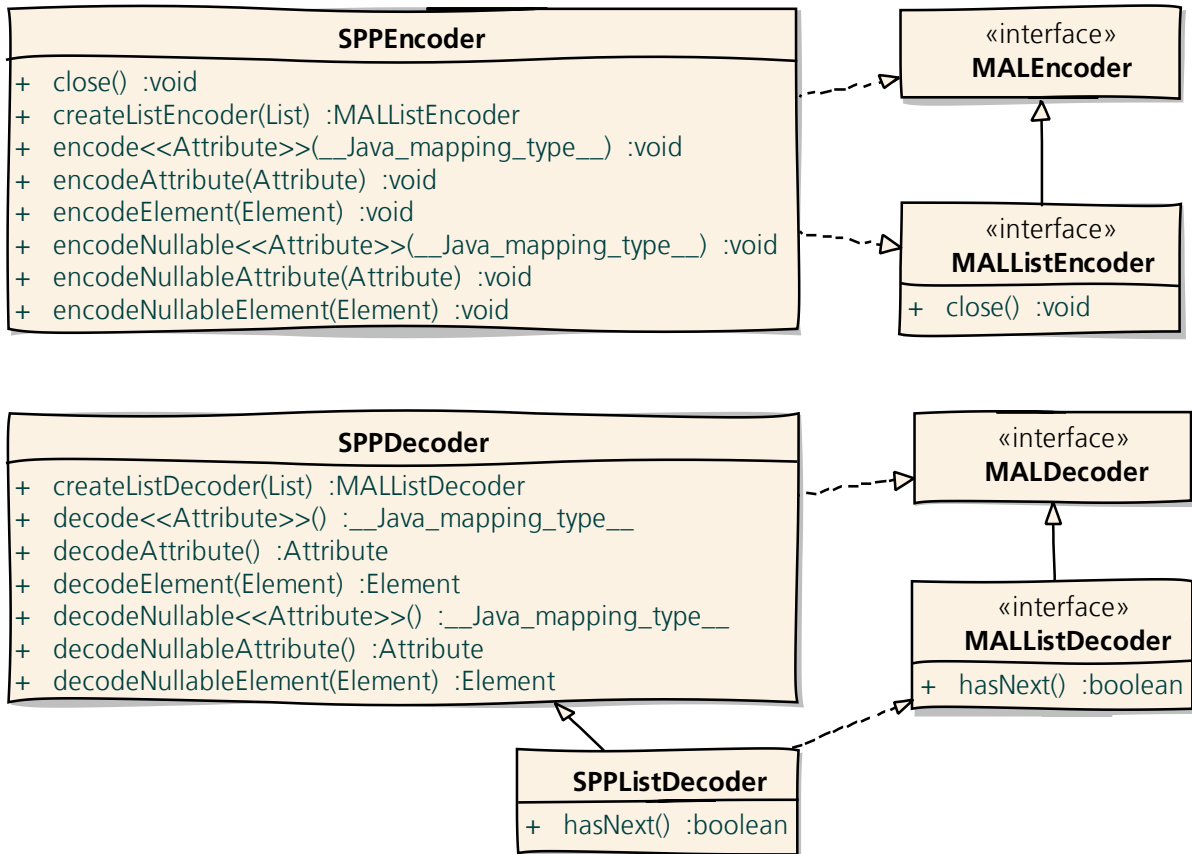 SPPEncoder
+ close() :void
+ createListEncoder(List) :MALListEncoder
+ encode<<Attribute>>(__Java_mapping_type__) :void
+ encodeAttribute(Attribute) :void
+ encodeElement(Element) :void
+ encodeNullable<<Attribute>>(__Java_mapping_type__) :void
+ encodeNullableAttribute(Attribute) :void
+ encodeNullableElement(Element) :void
«interface»
MALEncoder
«interface»
MALListEncoder
+ close() :void
SPPDecoder
+ createListDecoder(List) :MALListDecoder
+ decode<<Attribute>>() :__Java_mapping_type__
+ decodeAttribute() :Attribute
+ decodeElement(Element) :Element
+ decodeNullable<<Attribute>>() :__Java_mapping_type__
+ decodeNullableAttribute() :Attribute
+ decodeNullableElement(Element) :Element
«interface»
MALDecoder
«interface»
MALListDecoder
+ hasNext() :boolean
SPPListDecoder
+ hasNext() :boolean